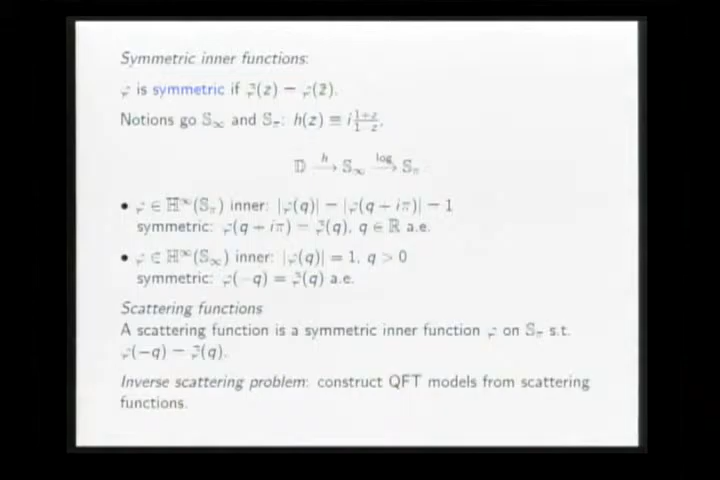 Symmetric inner functions:
φ is symmetric if φ̄(z) = φ(z̄).
Notions go 𝕊∞ and 𝕊π: h(z) ≡ i(1+z)/(1−z),
𝔻 —h→ 𝕊∞ —log→ 𝕊π
• φ ∈ ℍ∞(𝕊π) inner: |φ(q)| = |φ(q + iπ)| = 1
symmetric: φ(q + iπ) = φ̄(q), q ∈ ℝ a.e.
• φ ∈ ℍ∞(𝕊∞) inner: |φ(q)| = 1, q > 0
symmetric: φ(−q) = φ̄(q) a.e.
Scattering functions
A scattering function is a symmetric inner function φ on 𝕊π s.t.
φ(−q) = φ̄(q).
Inverse scattering problem: construct QFT models from scattering
functions.